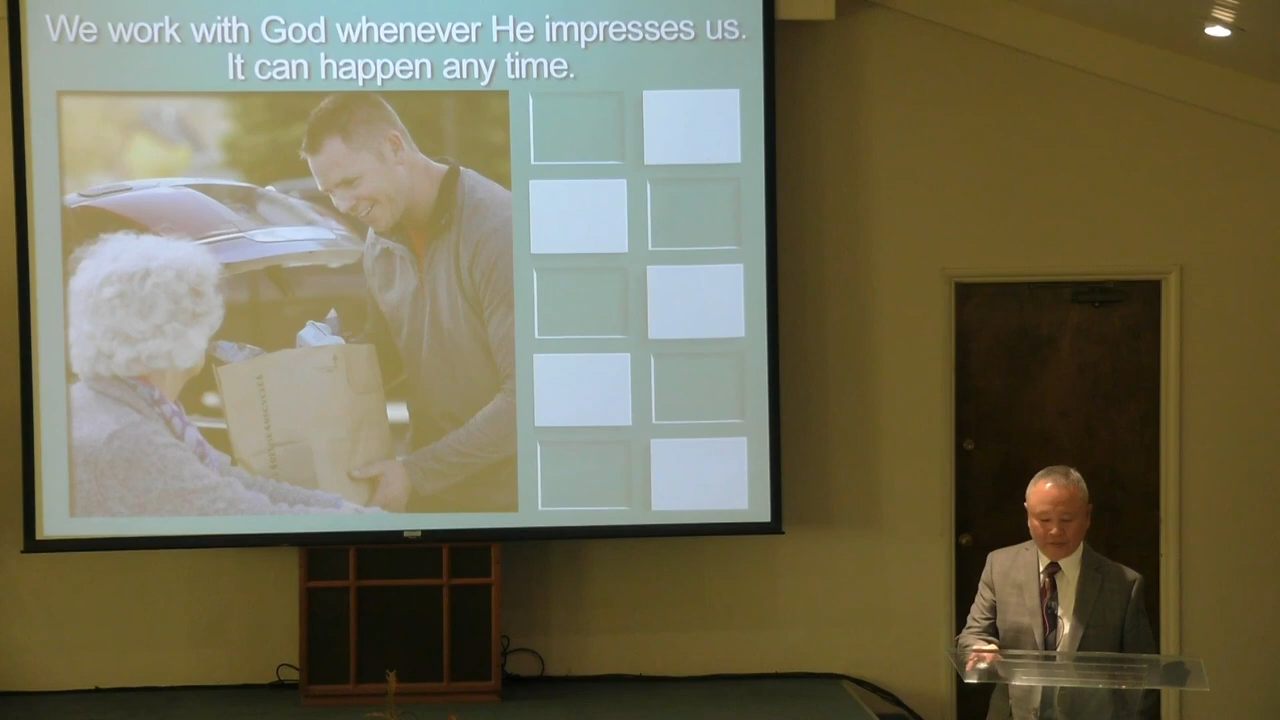 We work with God whenever He impresses us.
It can happen any time.